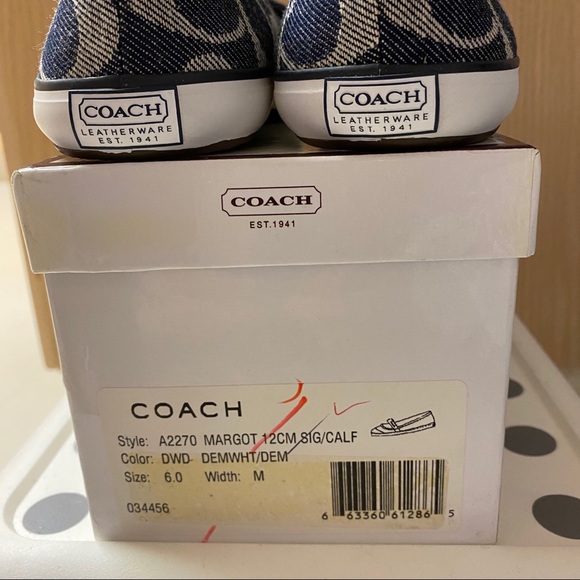 COACH
LEATHERWARE
EST. 1941
COACH
LEATHERWARE
EST. 1941
COACH
EST. 1941
COACH
Style: A2270 MARGOT 12CM SIG/CALF
Color: DWD DEMWHT/DEM
Size: 6.0 Width: M
034456
6 63360 61286 5